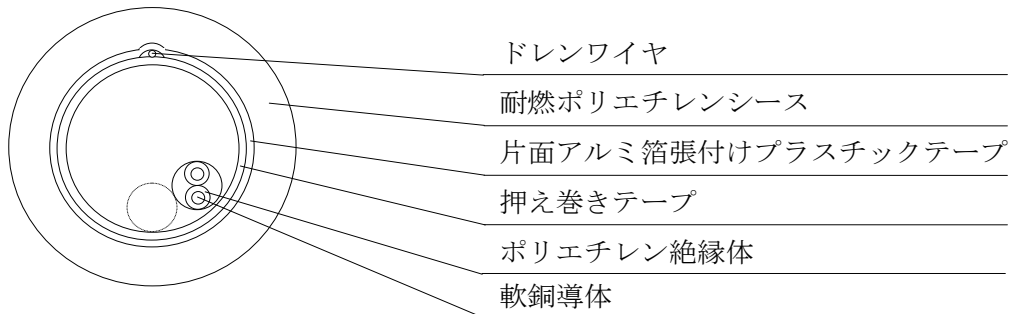 ドレンワイヤ
耐燃ポリエチレンシース
片面アルミ箔張付けプラスチックテープ
押え巻きテープ
ポリエチレン絶縁体
軟銅導体